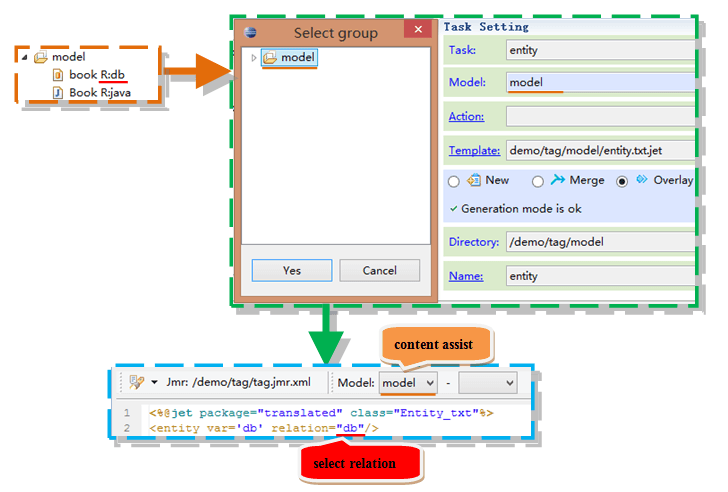 model
book R:db
Book R:java
Select group
model
Yes
Cancel
Task Setting
Task:
entity
Model:
model
Action:
Template:
demo/tag/model/entity.txt.jet
New
Merge
Overlay
Generation mode is ok
Directory:
/demo/tag/model
Name:
entity
content assist
Jmr: /demo/tag/tag.jmr.xml
Model:
model
-
1 <%@jet package="translated" class="Entity_txt"%>
2 <entity var='db' relation="db"/>
select relation